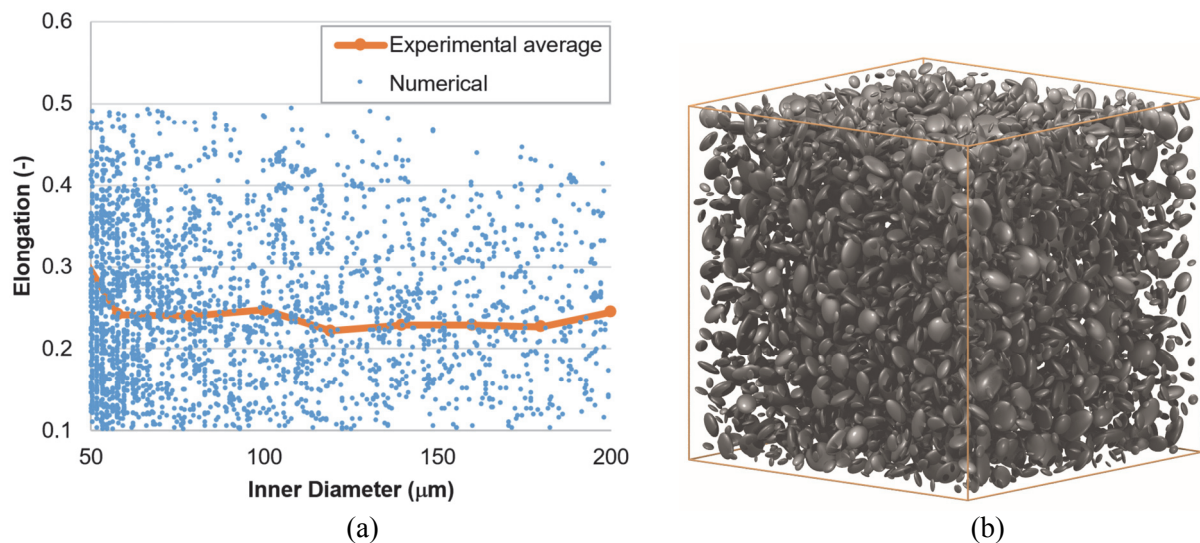 0.6
0.5
0.4
0.3
0.2
0.1
Elongation (-)
Experimental average
Numerical
50
100
150
200
Inner Diameter (μm)
(a)
(b)